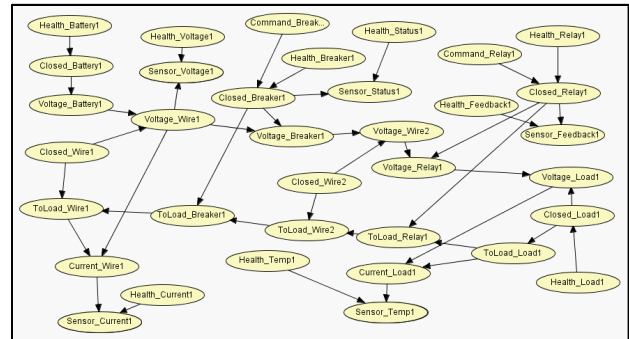 Health_Battery1
Health_Voltage1
Command_Break...
Health_Status1
Health_Relay1
Health_Breaker1
Command_Relay1
Closed_Battery1
Sensor_Voltage1
Closed_Breaker1
Sensor_Status1
Closed_Relay1
Voltage_Battery1
Health_Feedback1
Voltage_Wire1
Voltage_Breaker1
Voltage_Wire2
Sensor_Feedback1
Closed_Wire1
Voltage_Relay1
Closed_Wire2
Voltage_Load1
ToLoad_Wire1
ToLoad_Breaker1
Closed_Load1
ToLoad_Wire2
ToLoad_Relay1
ToLoad_Load1
Current_Wire1
Health_Temp1
Current_Load1
Health_Load1
Health_Current1
Sensor_Current1
Sensor_Temp1